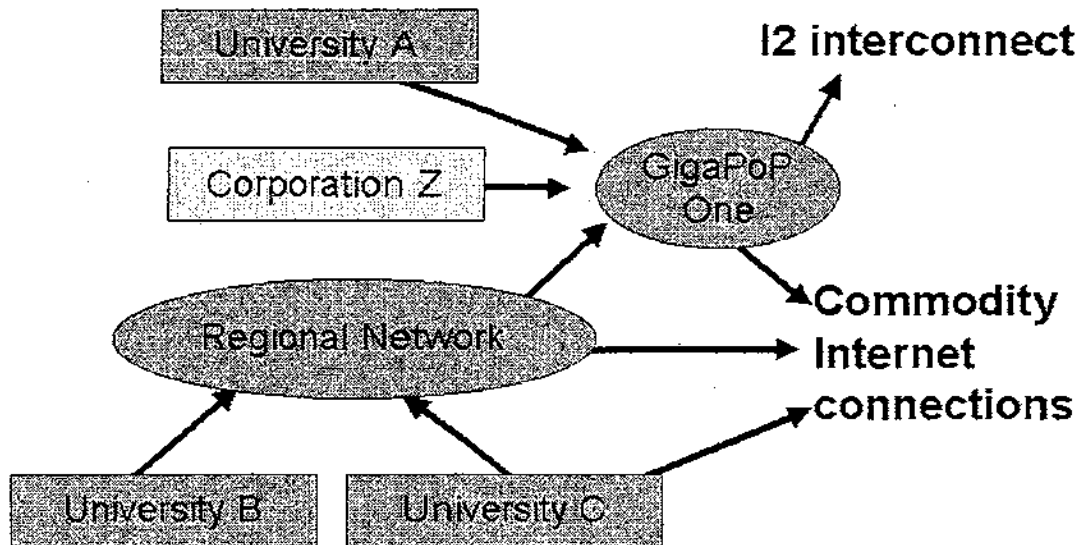 University A
I2 interconnect
GigaPoP
One
Corporation Z
Regional Network
Commodity
Internet
connections
University B
University C